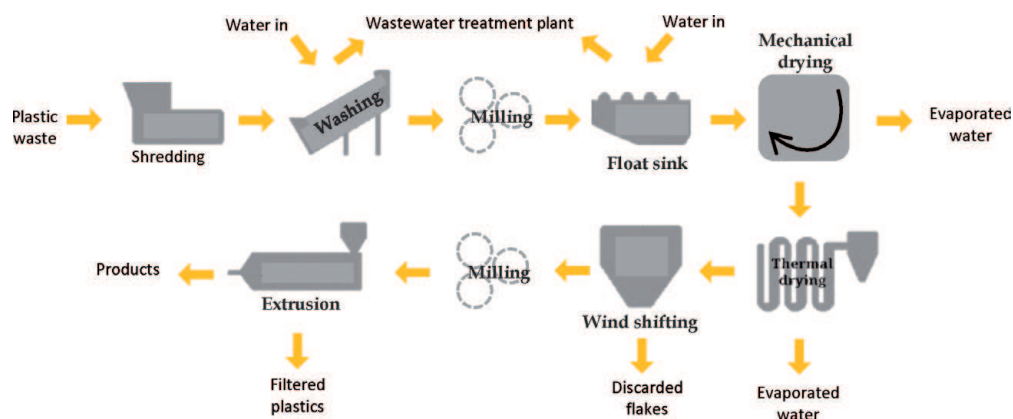 Water in
Wastewater treatment plant
Water in
Mechanical
drying
Plastic
waste
Shredding
Washing
Milling
Float sink
Evaporated
water
Products
Extrusion
Milling
Wind shifting
Thermal
drying
Filtered
plastics
Discarded
flakes
Evaporated
water